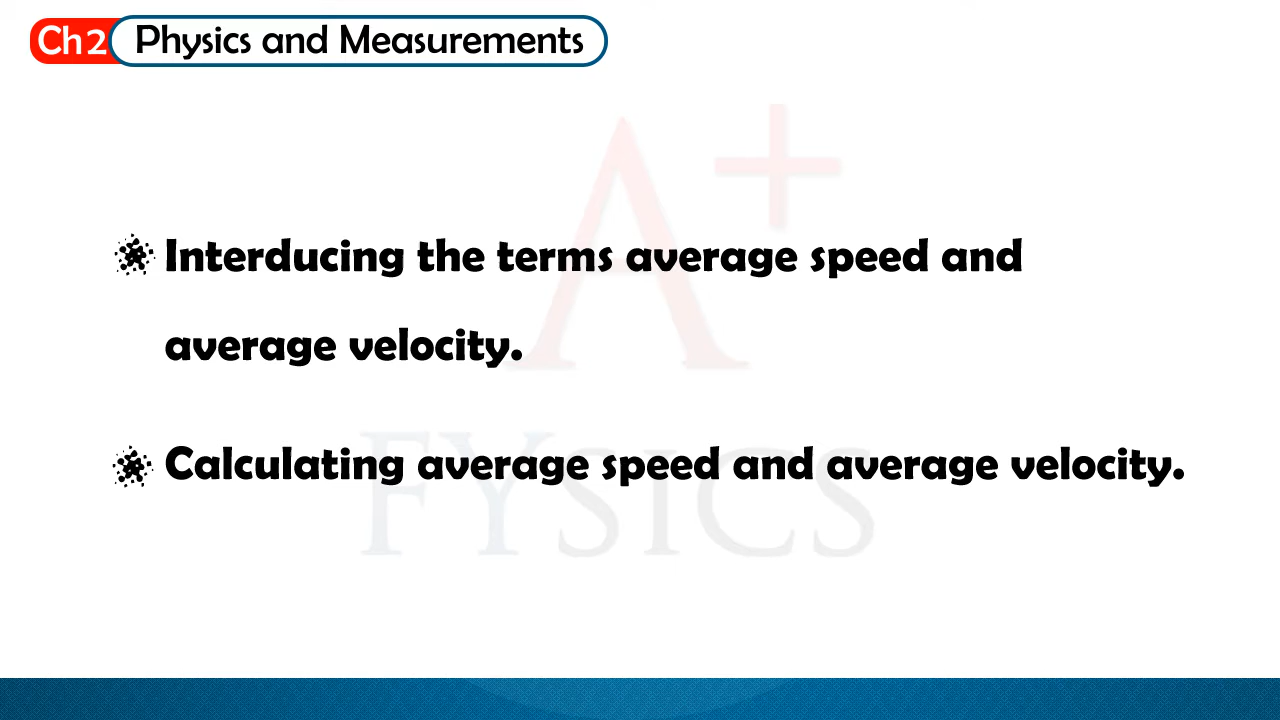 Ch2 Physics and Measurements
A+
Interducing the terms average speed and
average velocity.
Calculating average speed and average velocity.
FYSICS